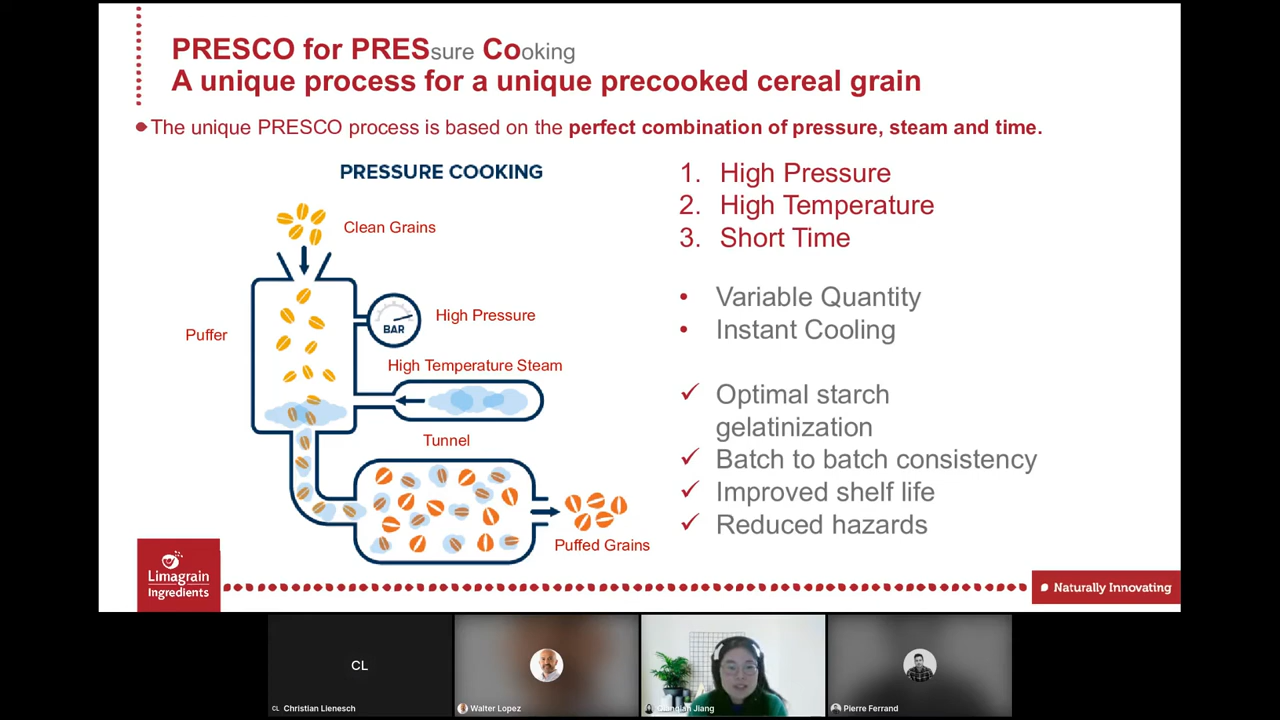 PRESCO for PRESsure Cooking
A unique process for a unique precooked cereal grain
The unique PRESCO process is based on the perfect combination of pressure, steam and time.
PRESSURE COOKING
Clean Grains
Puffer
BAR
High Pressure
High Temperature Steam
Tunnel
Puffed Grains
1. High Pressure
2. High Temperature
3. Short Time
• Variable Quantity
• Instant Cooling
✓ Optimal starch
gelatinization
✓ Batch to batch consistency
✓ Improved shelf life
✓ Reduced hazards
Limagrain
Ingredients
Naturally Innovating
CL
CL Christian Lienesch
Walter Lopez
Jiang
Pierre Ferrand